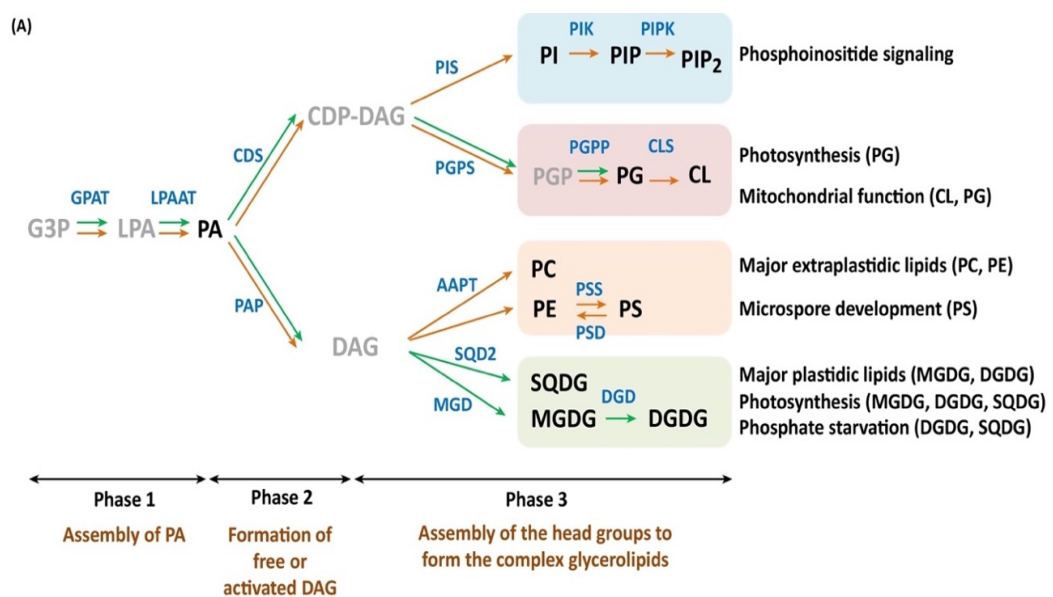 (A)
PIK PIPK
PI PIP PIP2 Phosphoinositide signaling
PIS
CDP-DAG
CDS
PGPS
PGPP CLS
PGP PG CL
Photosynthesis (PG)
Mitochondrial function (CL, PG)
GPAT LPAAT
G3P LPA PA
PAP
DAG
AAPT
PC
PSS
PE PS
PSD
Major extraplastidic lipids (PC, PE)
Microspore development (PS)
SQD2
MGD
SQDG
DGD
MGDG DGDG
Major plastidic lipids (MGDG, DGDG)
Photosynthesis (MGDG, DGDG, SQDG)
Phosphate starvation (DGDG, SQDG)
Phase 1 Phase 2 Phase 3
Assembly of PA
Formation of
free or
activated DAG
Assembly of the head groups to
form the complex glycerolipids